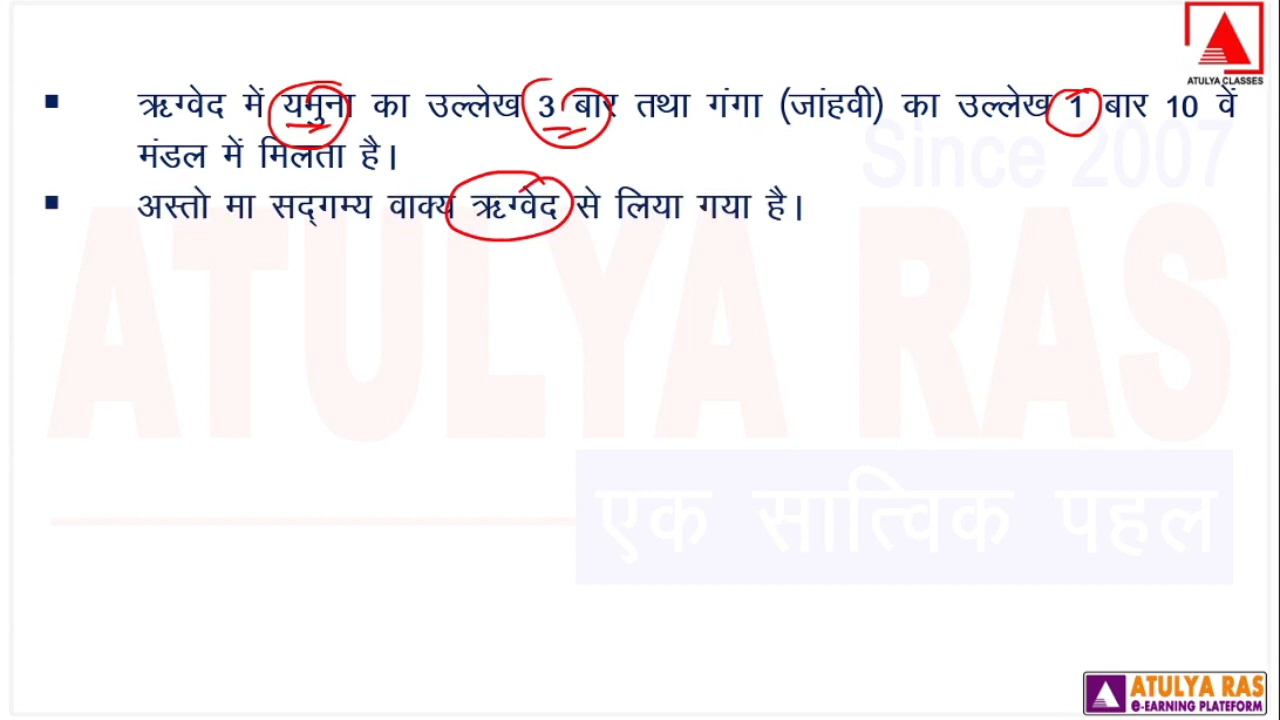 ATULYA CLASSES
▪ ऋग्वेद में यमुना का उल्लेख 3 बार तथा गंगा (जांहवी) का उल्लेख 1 बार 10 वें
मंडल में मिलता है।
Since 2007
▪ अस्तो मा सद्‌गम्य वाक्य ऋग्वेद से लिया गया है।
ATULYA RAS
एक सात्विक पहल
ATULYA RAS
e-EARNING PLATEFORM